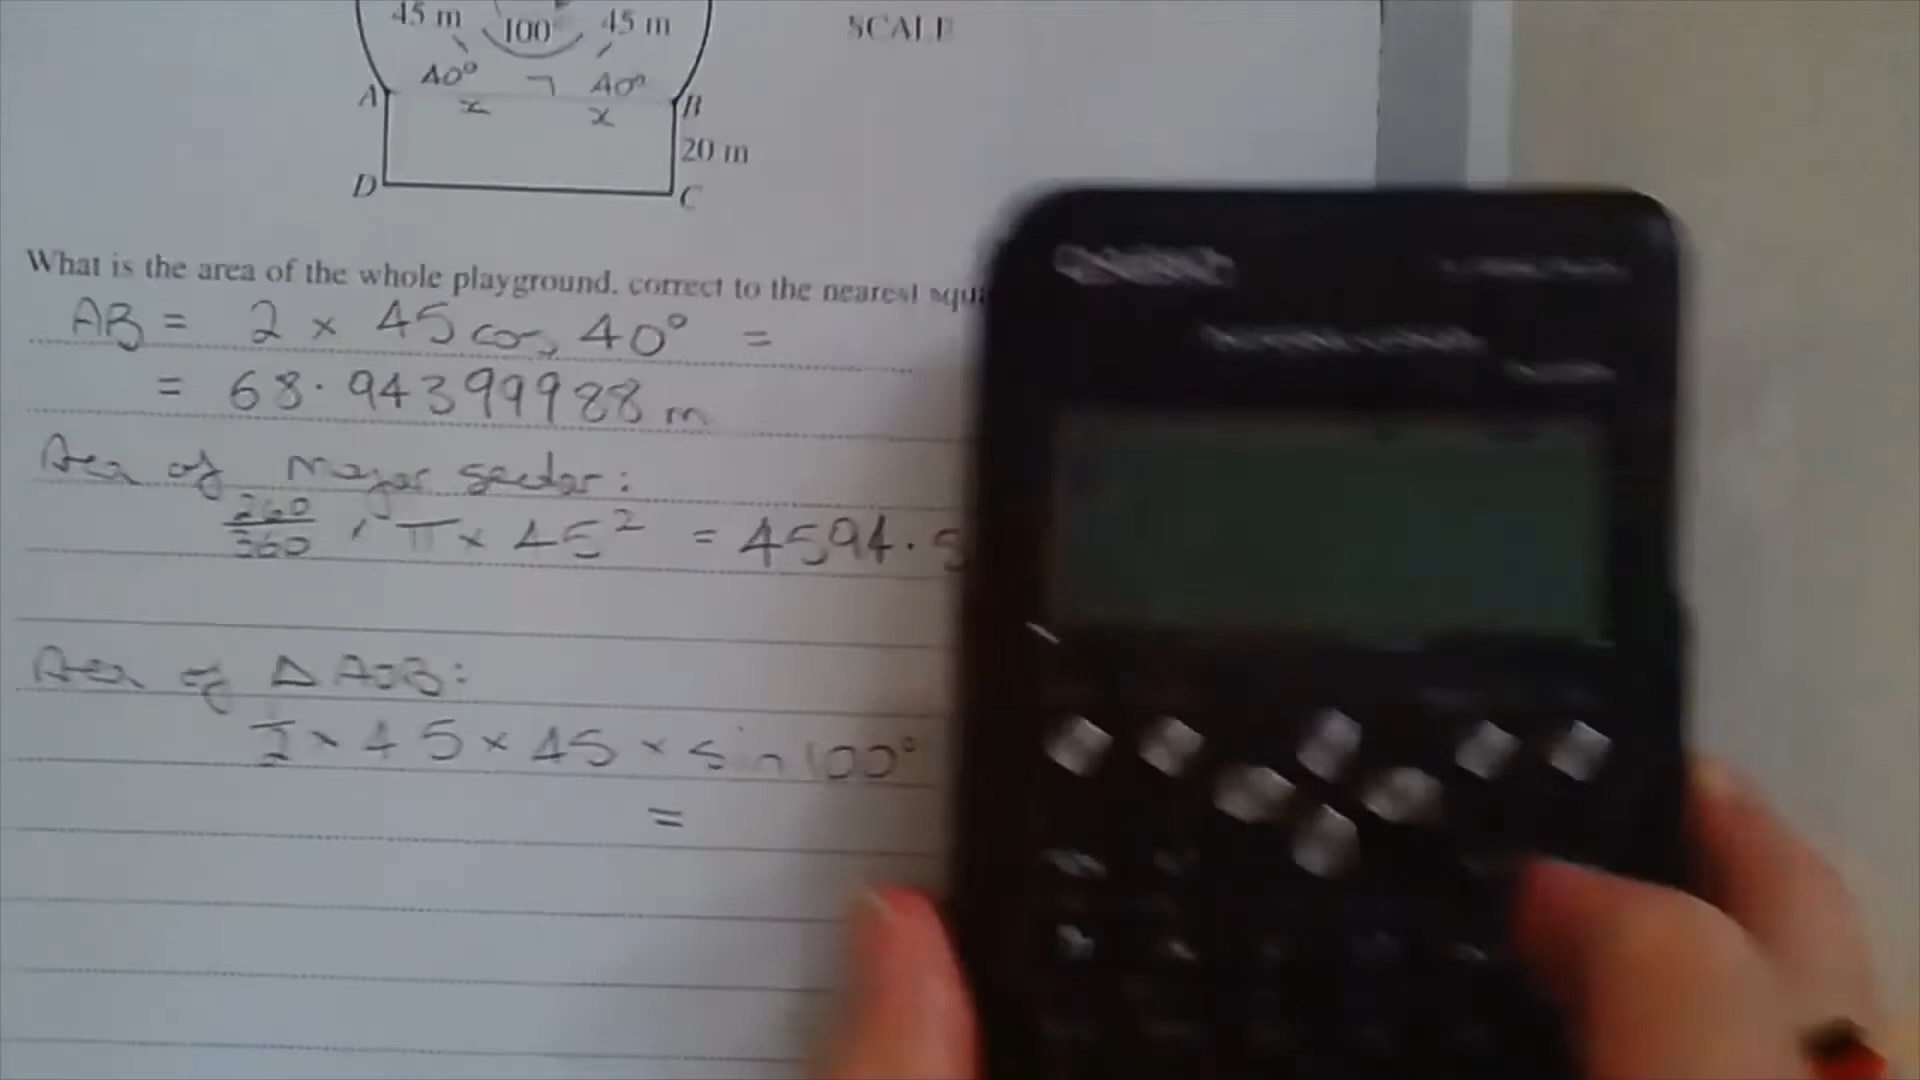 45 m 100° 45 m
SCALE
40° 40°
A x x B
20 m
D C
What is the area of the whole playground, correct to the nearest squa
AB = 2 × 45 cos 40° =
= 68.94399988 m
Area of major sector:
260/360 × π × 45² = 4594.5
Area of Δ AOB:
1/2 × 45 × 45 × sin 100°
=